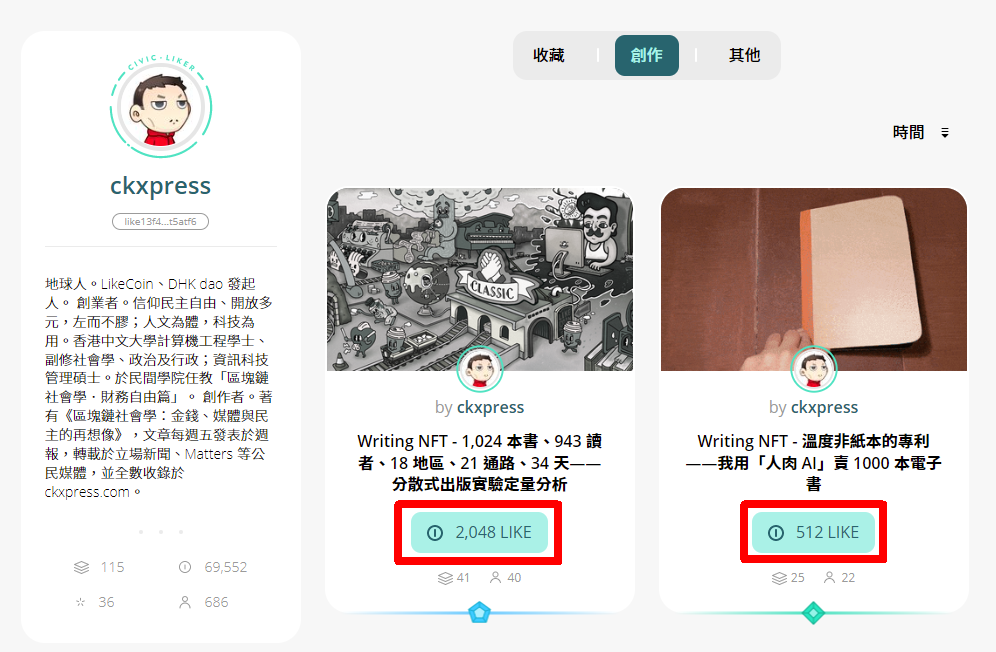 CIVIC · LIKER
ckxpress
like13f4...t5atf6
地球人。LikeCoin、DHK dao 發起
人。 創業者。信仰民主自由、開放多
元，左而不膠；人文為體，科技為
用。香港中文大學計算機工程學士、
副修社會學、政治及行政；資訊科技
管理碩士。於民間學院任教「區塊鏈
社會學．財務自由篇」。 創作者。著
有《區塊鏈社會學：金錢、媒體與民
主的再想像》，文章每週五發表於週
報，轉載於立場新聞、Matters 等公
民媒體，並全數收錄於
ckxpress.com。
115
69,552
36
686
收藏
創作
其他
時間
CLASSIC
by ckxpress
Writing NFT - 1,024 本書、943 讀
者、18 地區、21 通路、34 天——
分散式出版實驗定量分析
2,048 LIKE
41
40
by ckxpress
Writing NFT - 溫度非紙本的專利
——我用「人肉 AI」賣 1000 本電子
書
512 LIKE
25
22